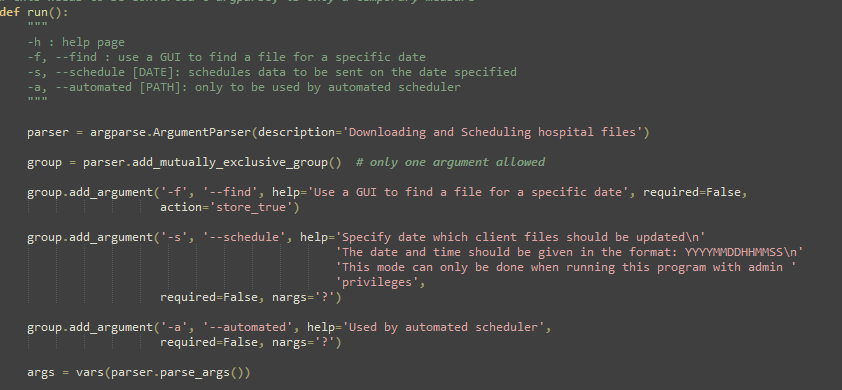 def run():
"""
-h : help page
-f, --find : use a GUI to find a file for a specific date
-s, --schedule [DATE]: schedules data to be sent on the date specified
-a, --automated [PATH]: only to be used by automated scheduler
"""
parser = argparse.ArgumentParser(description='Downloading and Scheduling hospital files')
group = parser.add_mutually_exclusive_group()  # only one argument allowed
group.add_argument('-f', '--find', help='Use a GUI to find a file for a specific date', required=False,
action='store_true')
group.add_argument('-s', '--schedule', help='Specify date which client files should be updated\n'
'The date and time should be given in the format: YYYYMMDDHHMMSS\n'
'This mode can only be done when running this program with admin '
'privileges',
required=False, nargs='?')
group.add_argument('-a', '--automated', help='Used by automated scheduler',
required=False, nargs='?')
args = vars(parser.parse_args())